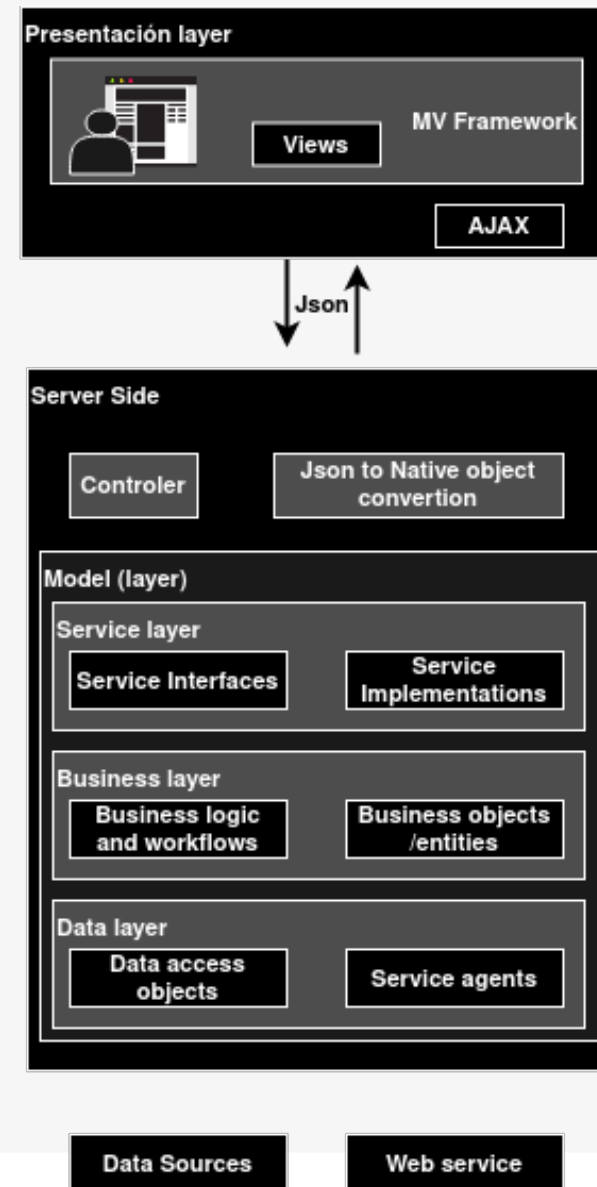 Presentación layer
MV Framework
Views
AJAX
Json
Server Side
Controler
Json to Native object
convertion
Model (layer)
Service layer
Service Interfaces
Service
Implementations
Business layer
Business logic
and workflows
Business objects
/entities
Data layer
Data access
objects
Service agents
Data Sources
Web service